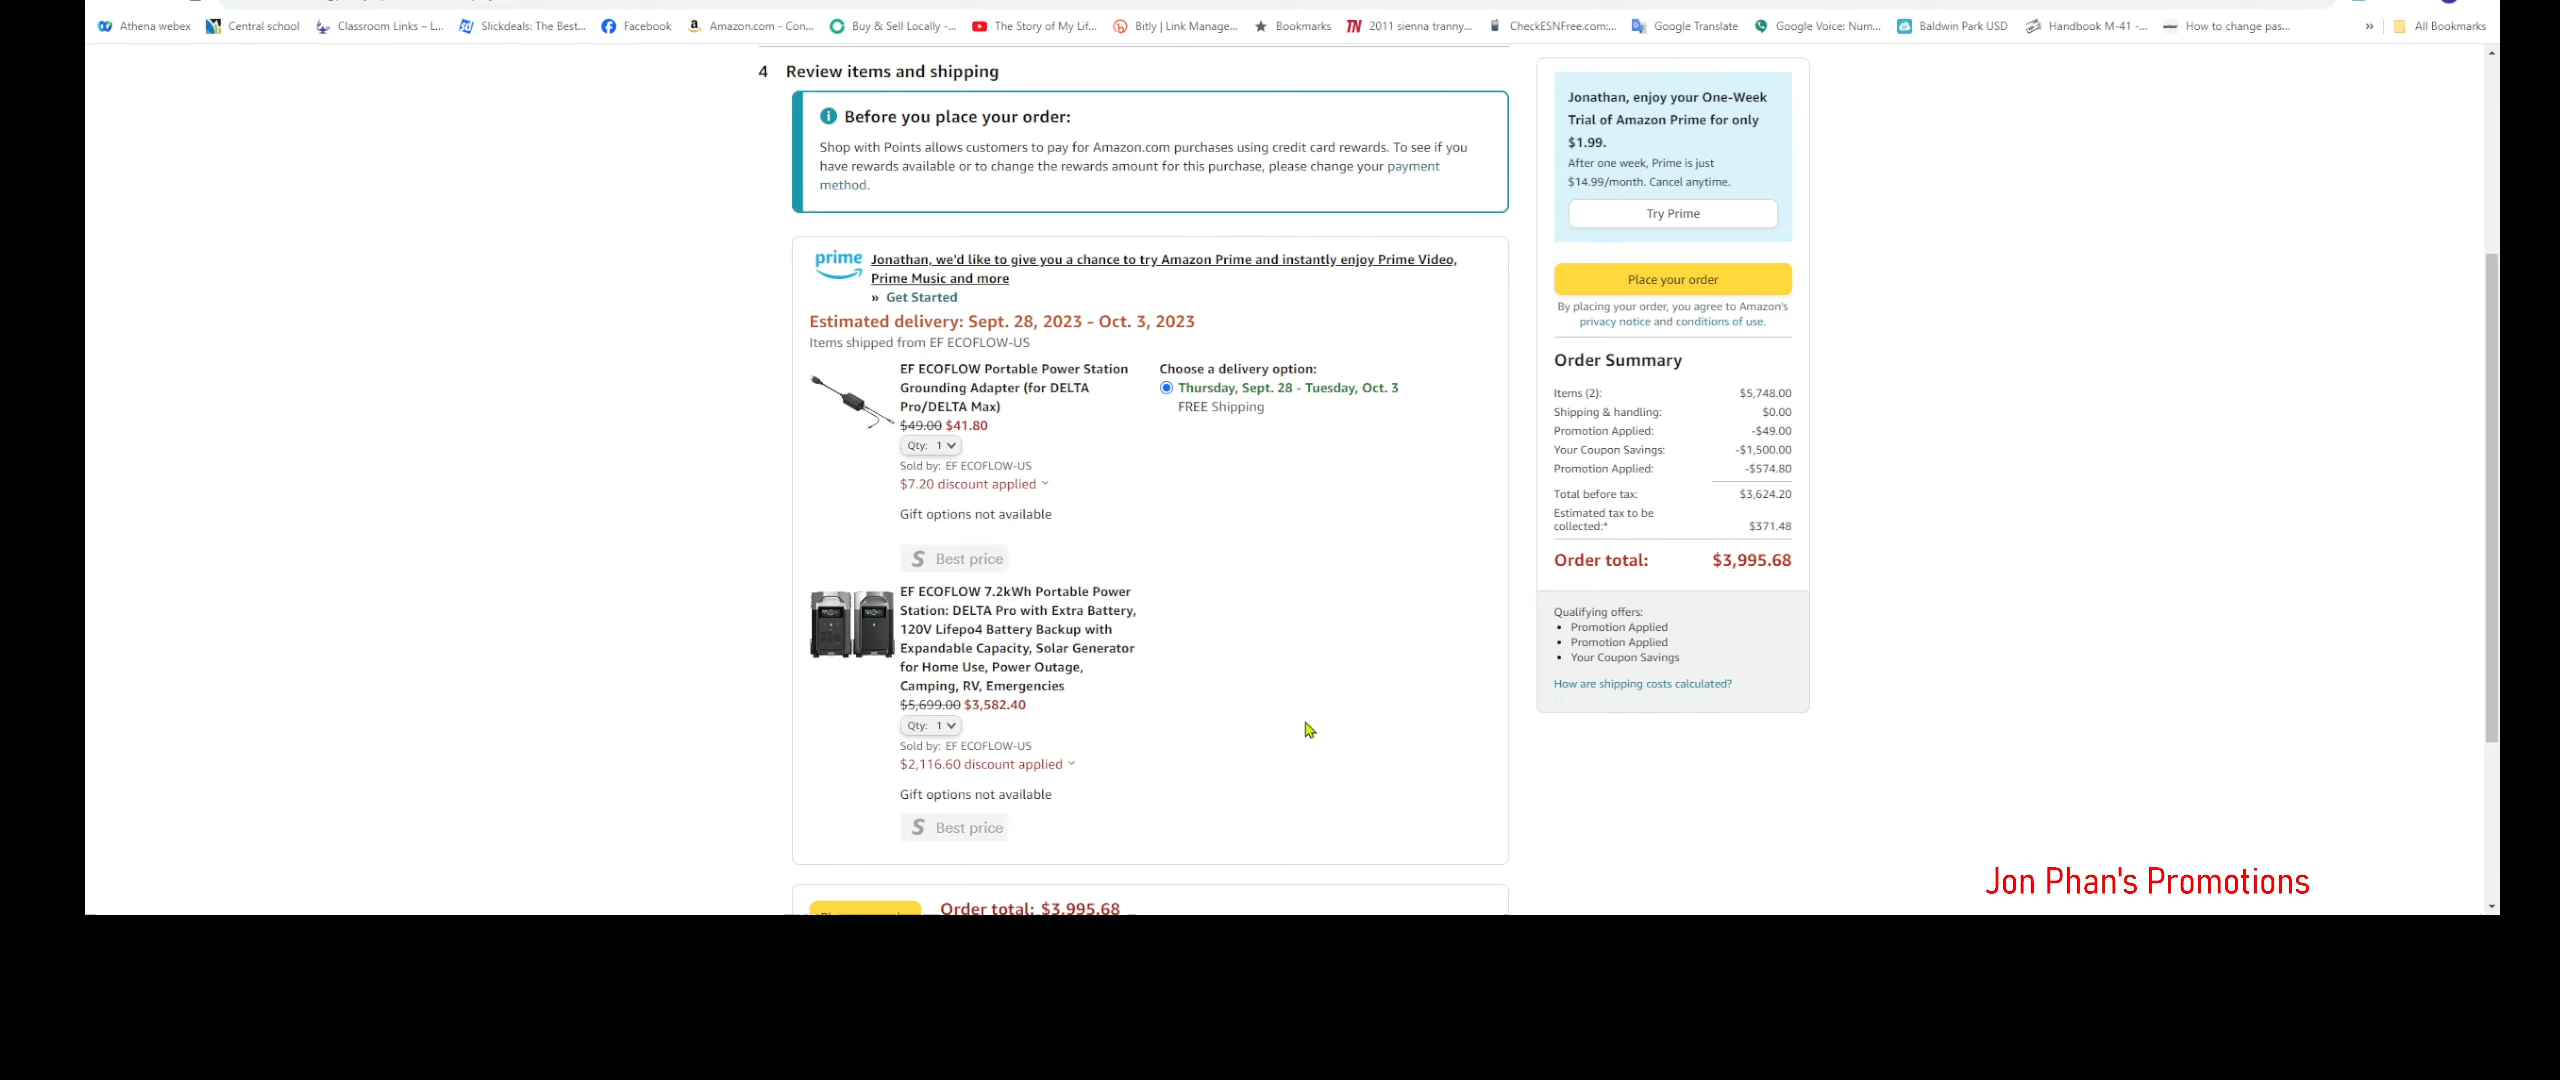 Athena webex Central school Classroom Links – L... Slickdeals: The Best... Facebook Amazon.com - Con... Buy & Sell Locally -... The Story of My Lif... Bitly | Link Manage... Bookmarks 2011 sienna tranny... CheckESNFree.com:... Google Translate Google Voice: Num... Baldwin Park USD Handbook M-41 -... How to change pas... » All Bookmarks
4 Review items and shipping
Before you place your order:
Shop with Points allows customers to pay for Amazon.com purchases using credit card rewards. To see if you
have rewards available or to change the rewards amount for this purchase, please change your payment
method.
prime
Jonathan, we'd like to give you a chance to try Amazon Prime and instantly enjoy Prime Video,
Prime Music and more
» Get Started
Estimated delivery: Sept. 28, 2023 - Oct. 3, 2023
Items shipped from EF ECOFLOW-US
EF ECOFLOW Portable Power Station
Grounding Adapter (for DELTA
Pro/DELTA Max)
$49.00 $41.80
Qty: 1
Sold by: EF ECOFLOW-US
$7.20 discount applied
Gift options not available
S Best price
Choose a delivery option:
Thursday, Sept. 28 - Tuesday, Oct. 3
FREE Shipping
EF ECOFLOW 7.2kWh Portable Power
Station: DELTA Pro with Extra Battery,
120V Lifepo4 Battery Backup with
Expandable Capacity, Solar Generator
for Home Use, Power Outage,
Camping, RV, Emergencies
$5,699.00 $3,582.40
Qty: 1
Sold by: EF ECOFLOW-US
$2,116.60 discount applied
Gift options not available
S Best price
Order total: $3,995.68
Jonathan, enjoy your One-Week
Trial of Amazon Prime for only
$1.99.
After one week, Prime is just
$14.99/month. Cancel anytime.
Try Prime
Place your order
By placing your order, you agree to Amazon's
privacy notice and conditions of use.
Order Summary
Items (2): $5,748.00
Shipping & handling: $0.00
Promotion Applied: -$49.00
Your Coupon Savings: -$1,500.00
Promotion Applied: -$574.80
Total before tax: $3,624.20
Estimated tax to be
collected:* $371.48
Order total: $3,995.68
Qualifying offers:
• Promotion Applied
• Promotion Applied
• Your Coupon Savings
How are shipping costs calculated?
Jon Phan's Promotions